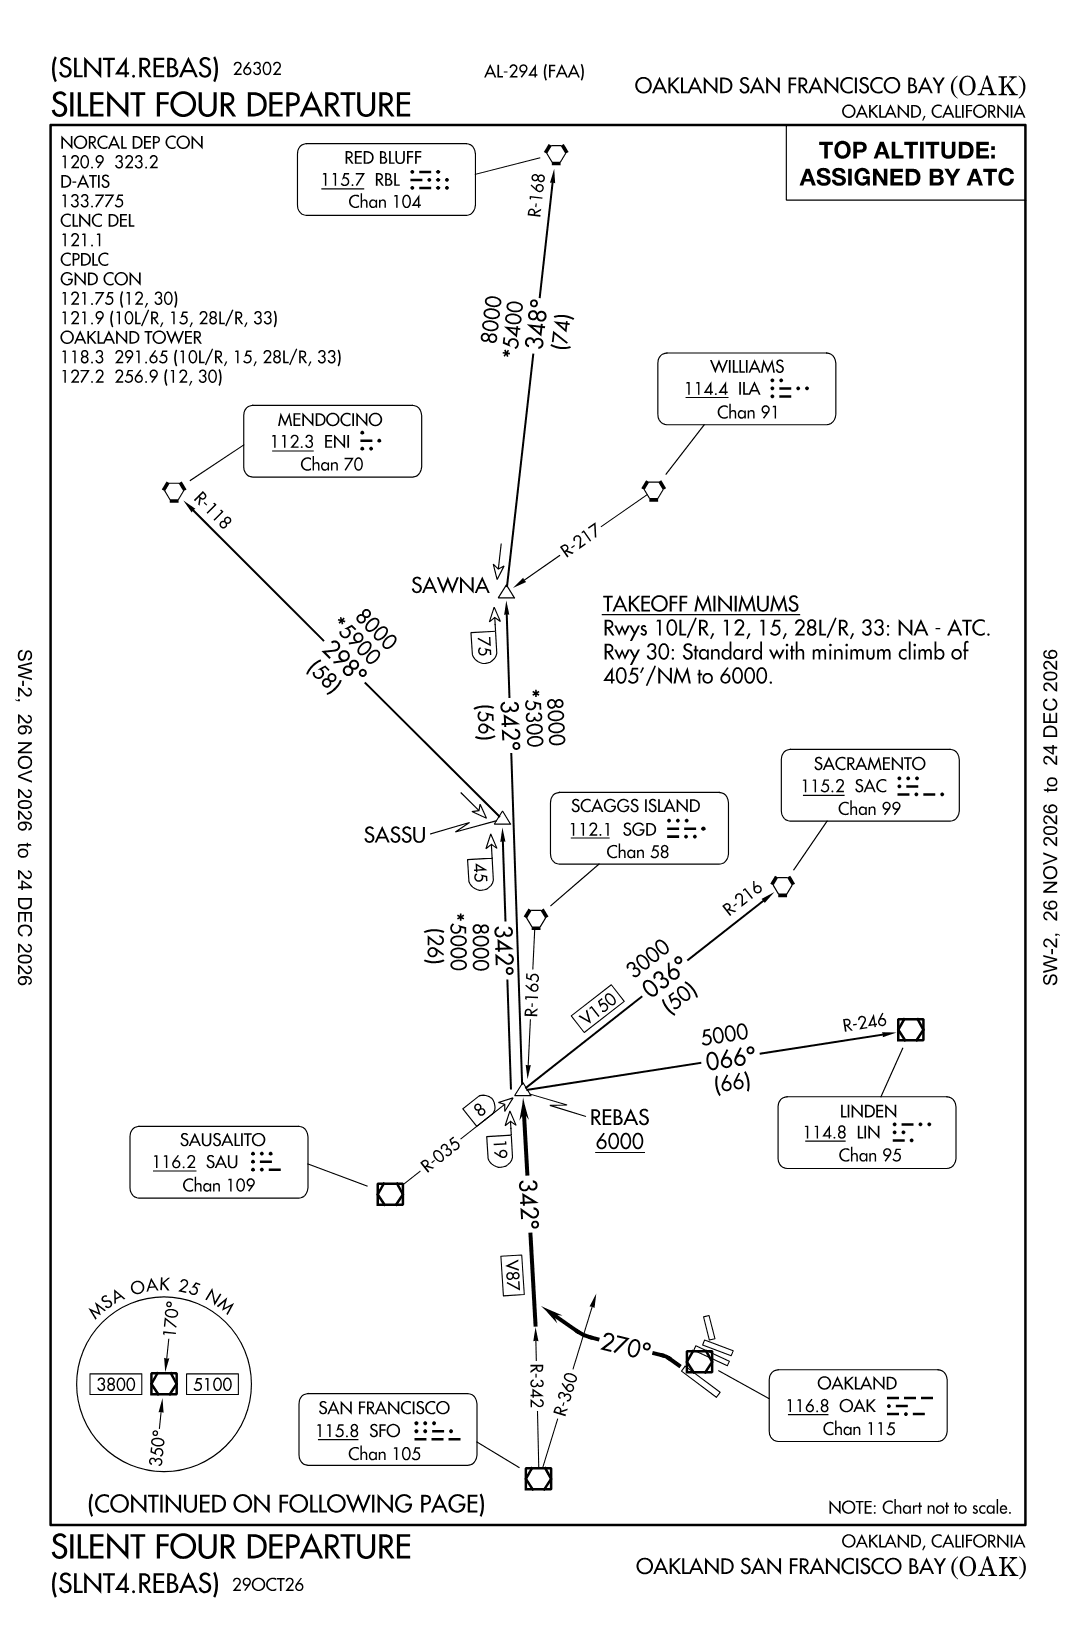 (SLNT4.REBAS) 26302
SILENT FOUR DEPARTURE
AL-294 (FAA)
OAKLAND SAN FRANCISCO BAY (OAK)
OAKLAND, CALIFORNIA
NORCAL DEP CON
120.9 323.2
D-ATIS
133.775
CLNC DEL
121.1
CPDLC
GND CON
121.75 (12, 30)
121.9 (10L/R, 15, 28L/R, 33)
OAKLAND TOWER
118.3 291.65 (10L/R, 15, 28L/R, 33)
127.2 256.9 (12, 30)
TOP ALTITUDE:
ASSIGNED BY ATC
RED BLUFF
115.7 RBL
Chan 104
R-168
8000
*5400
348°
(74)
WILLIAMS
114.4 ILA
Chan 91
R-217
MENDOCINO
112.3 ENI
Chan 70
R-118
SAWNA
75
8000
*5900
298°
(58)
TAKEOFF MINIMUMS
Rwys 10L/R, 12, 15, 28L/R, 33: NA - ATC.
Rwy 30: Standard with minimum climb of
405'/NM to 6000.
8000
*5300
342°
(56)
SASSU
45
SCAGGS ISLAND
112.1 SGD
Chan 58
R-165
SACRAMENTO
115.2 SAC
Chan 99
R-216
342°
8000
*5000
(26)
3000
036°
(50)
V150
5000
066°
(66)
R-246
LINDEN
114.8 LIN
Chan 95
REBAS
6000
8
19
R-035
SAUSALITO
116.2 SAU
Chan 109
342°
V87
270°
R-342
R-360
SAN FRANCISCO
115.8 SFO
Chan 105
OAKLAND
116.8 OAK
Chan 115
MSA OAK 25 NM
170°
3800
5100
350°
(CONTINUED ON FOLLOWING PAGE)
NOTE: Chart not to scale.
SW-2, 26 NOV 2026 to 24 DEC 2026
SW-2, 26 NOV 2026 to 24 DEC 2026
SILENT FOUR DEPARTURE
(SLNT4.REBAS) 29OCT26
OAKLAND, CALIFORNIA
OAKLAND SAN FRANCISCO BAY (OAK)